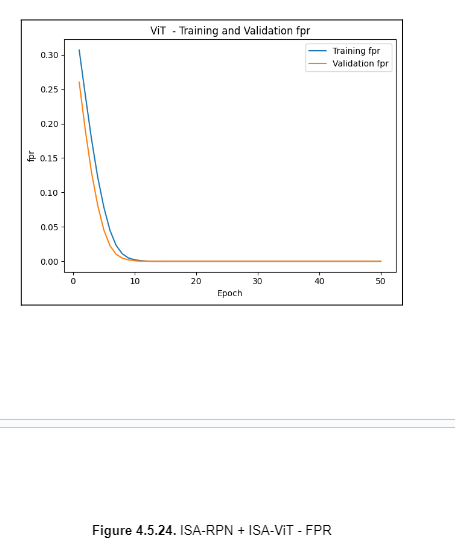 ViT - Training and Validation fpr
Training fpr
Validation fpr
0.30
0.25
0.20
0.15
0.10
0.05
0.00
fpr
0 10 20 30 40 50
Epoch
Figure 4.5.24. ISA-RPN + ISA-ViT - FPR